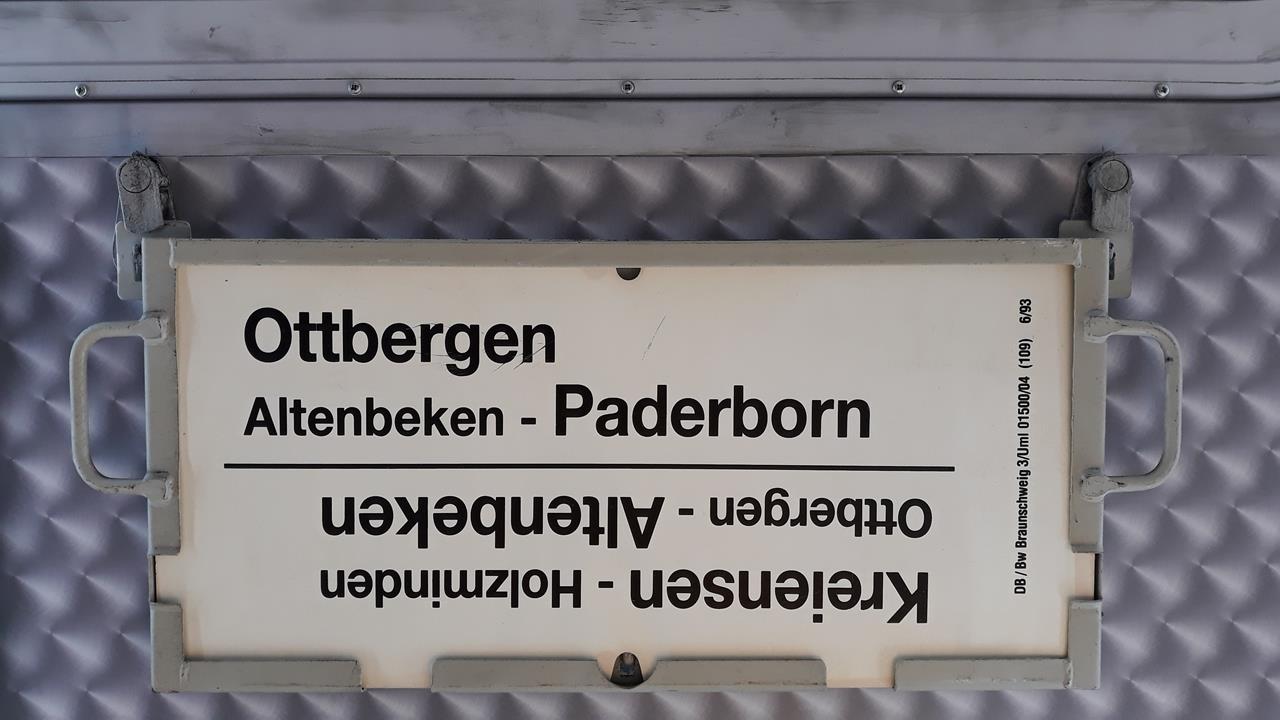 Ottbergen
Altenbeken - Paderborn
Kreiensen - Holzminden
Ottbergen - Altenbeken
DB / Bw Braunschweig 3/Uml 01500/04 (109) 6/93